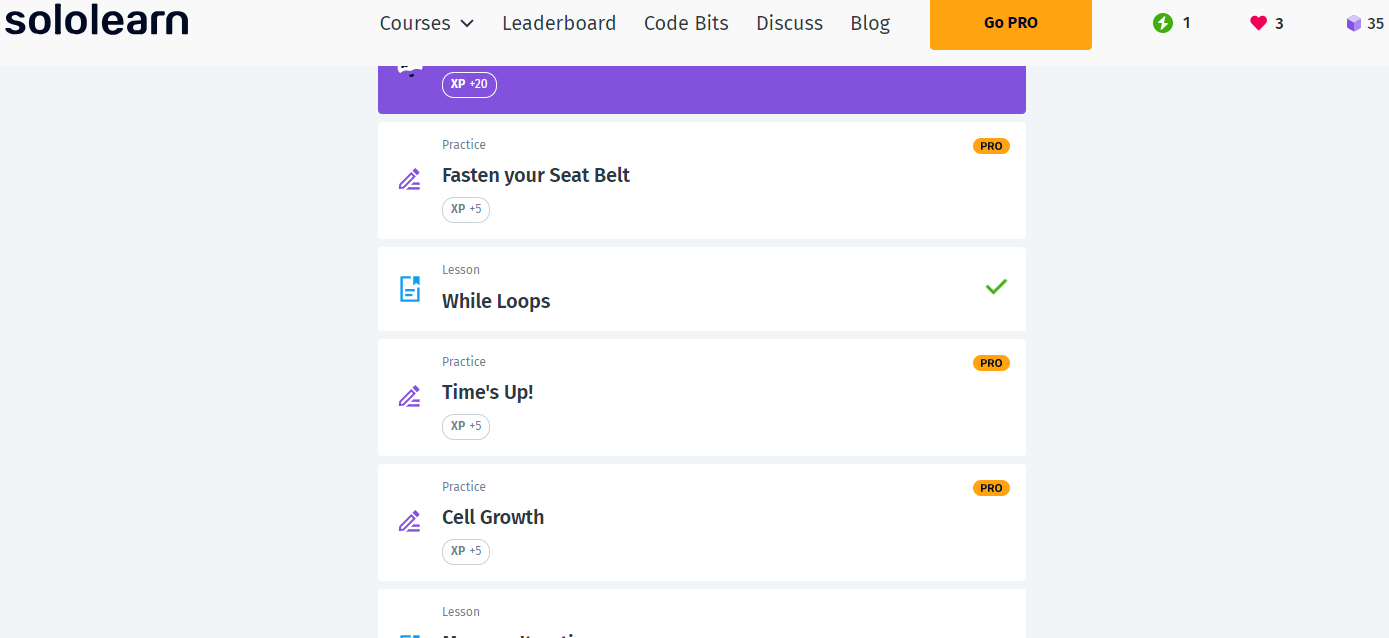 sololearn
Courses Leaderboard Code Bits Discuss Blog Go PRO 1 3 35
XP +20
Practice PRO
Fasten your Seat Belt
XP +5
Lesson
While Loops
Practice PRO
Time's Up!
XP +5
Practice PRO
Cell Growth
XP +5
Lesson